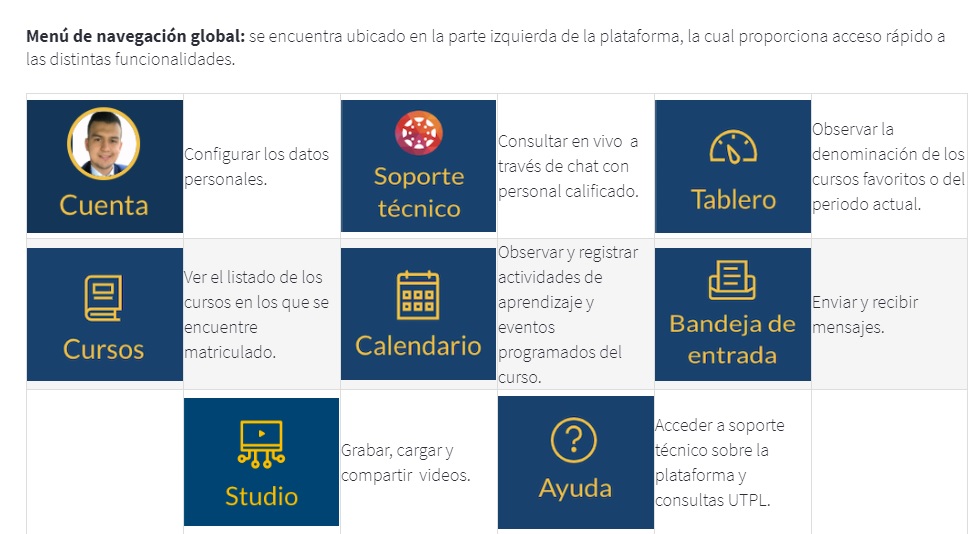 Menú de navegación global: se encuentra ubicado en la parte izquierda de la plataforma, la cual proporciona acceso rápido a
las distintas funcionalidades.
Cuenta
Configurar los datos
personales.
Soporte
técnico
Consultar en vivo a
través de chat con
personal calificado.
Tablero
Observar la
denominación de los
cursos favoritos o del
periodo actual.
Cursos
Ver el listado de los
cursos en los que se
encuentre
matriculado.
Calendario
Observar y registrar
actividades de
aprendizaje y
eventos
programados del
curso.
Bandeja de
entrada
Enviar y recibir
mensajes.
Studio
Grabar, cargar y
compartir videos.
Ayuda
Acceder a soporte
técnico sobre la
plataforma y
consultas UTPL.